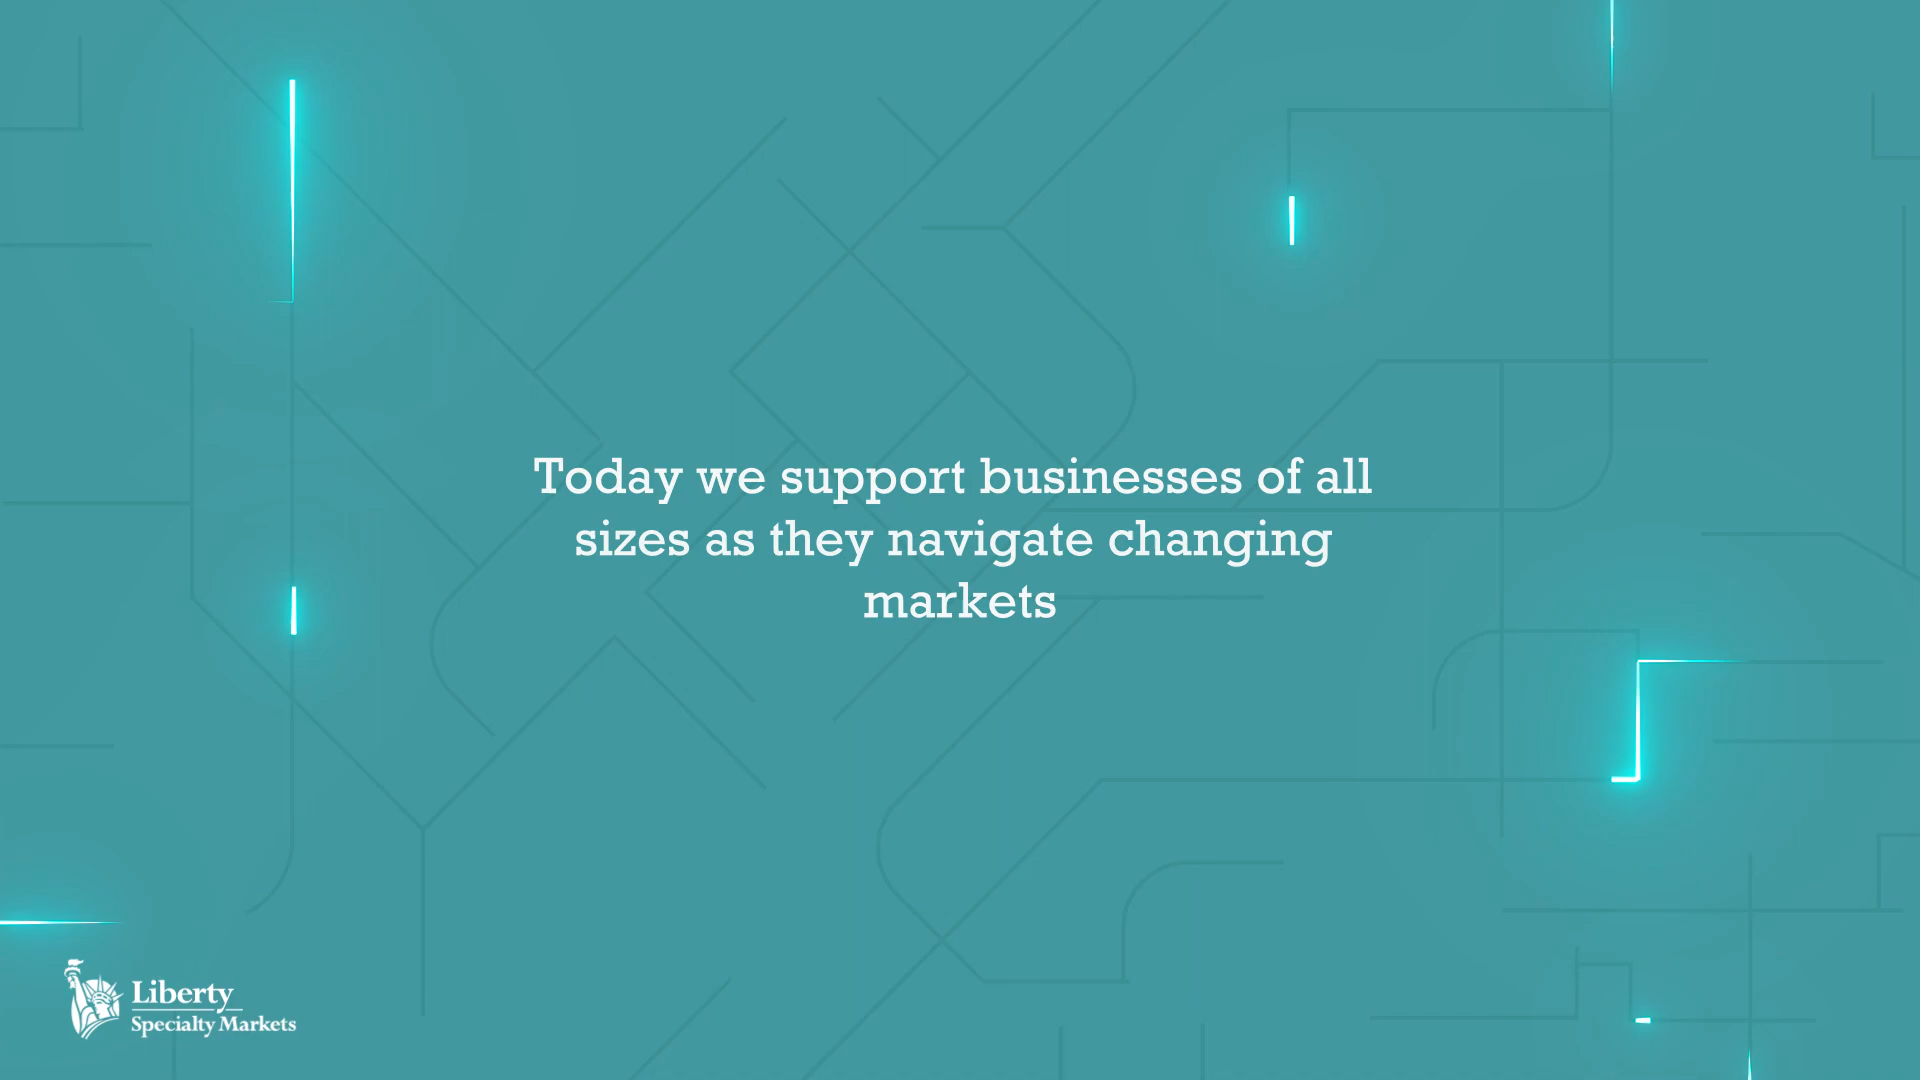 Today we support businesses of all
sizes as they navigate changing
markets
Liberty
Specialty Markets